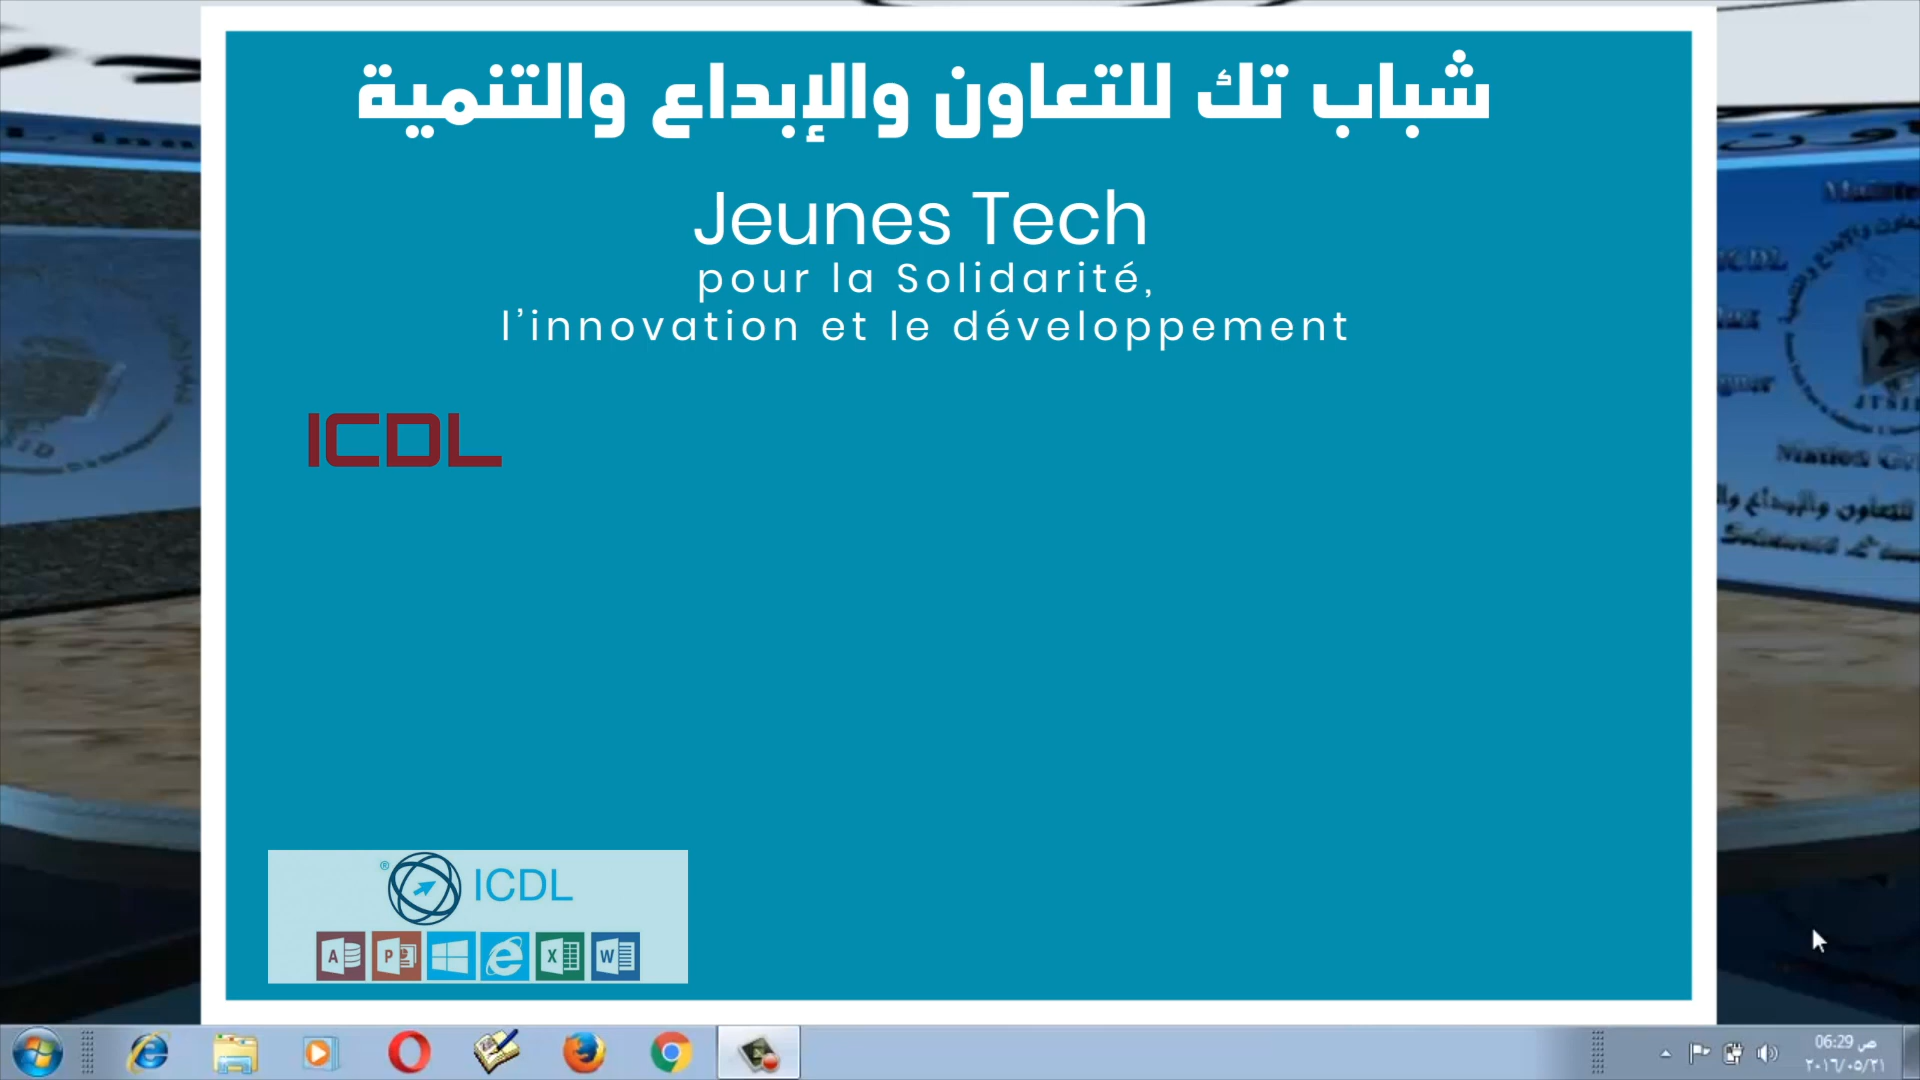 شباب تك للتعاون والإبداع والتنمية
Jeunes Tech
pour la Solidarité,
l'innovation et le développement
ICDL
® ICDL
A P X W
06:29 ص
٢٠١٦/٠٥/٢١